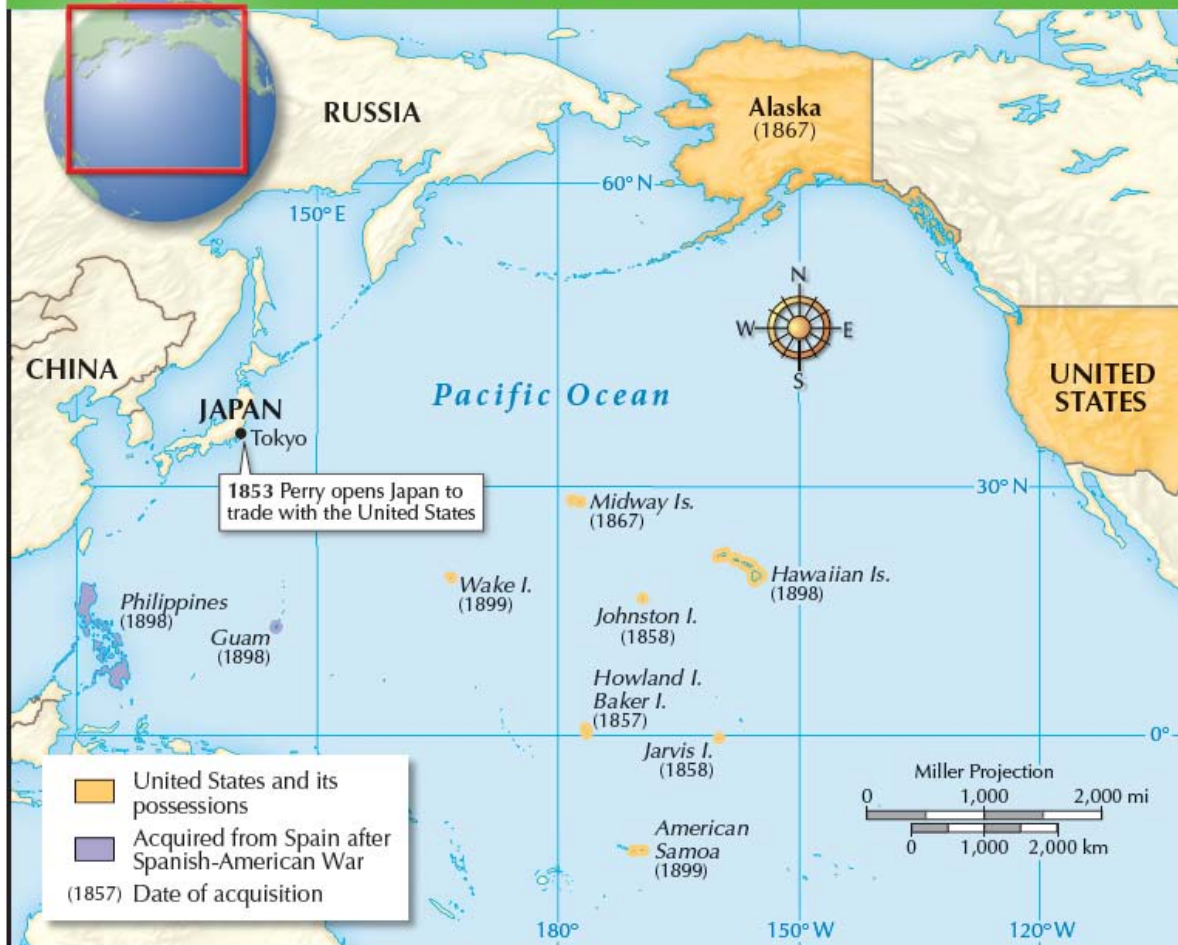 RUSSIA
Alaska
(1867)
60° N
150° E
N
W
E
S
CHINA
JAPAN
Tokyo
Pacific Ocean
UNITED
STATES
1853 Perry opens Japan to
trade with the United States
30° N
Midway Is.
(1867)
Wake I.
(1899)
Hawaiian Is.
(1898)
Johnston I.
(1858)
Philippines
(1898)
Guam
(1898)
Howland I.
Baker I.
(1857)
Jarvis I.
(1858)
0°
American
Samoa
(1899)
United States and its
possessions
Acquired from Spain after
Spanish-American War
(1857) Date of acquisition
Miller Projection
0 1,000 2,000 mi
0 1,000 2,000 km
180°
150° W
120° W